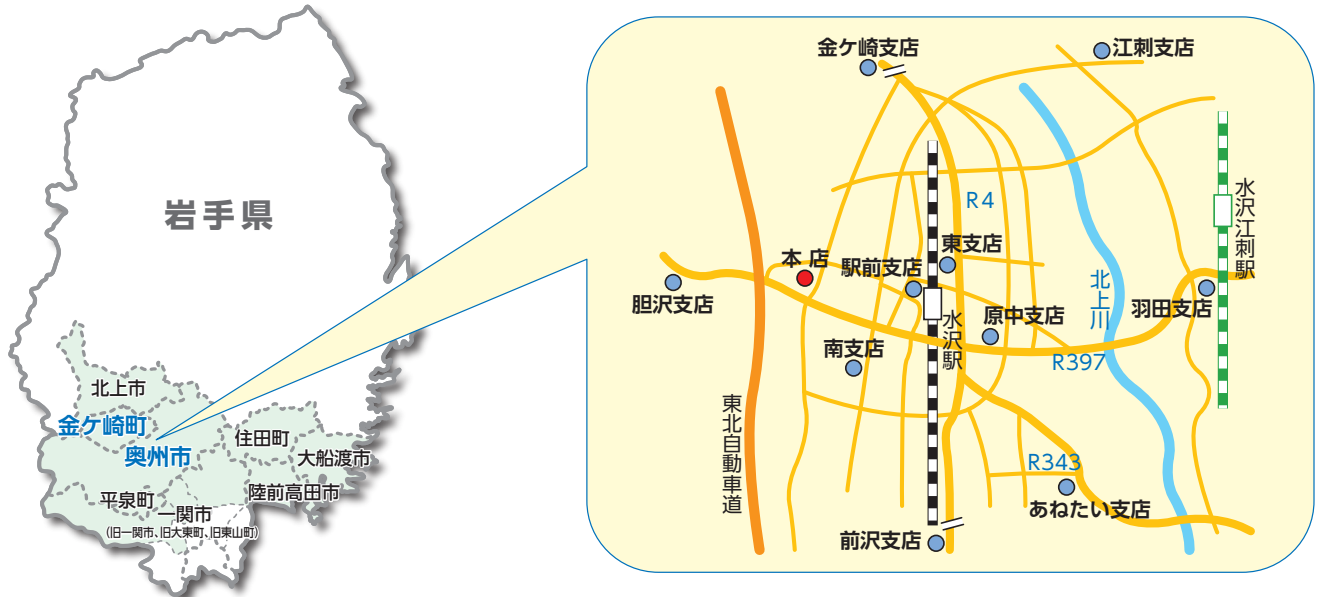 岩手県
北上市
金ケ崎町
奥州市
住田町
大船渡市
陸前高田市
平泉町
一関市
(旧一関市、旧大東町、旧東山町)
金ケ崎支店
江刺支店
R4
水沢江刺駅
東支店
本店
駅前支店
胆沢支店
北上川
羽田支店
原中支店
水沢駅
南支店
R397
東北自動車道
R343
あねたい支店
前沢支店